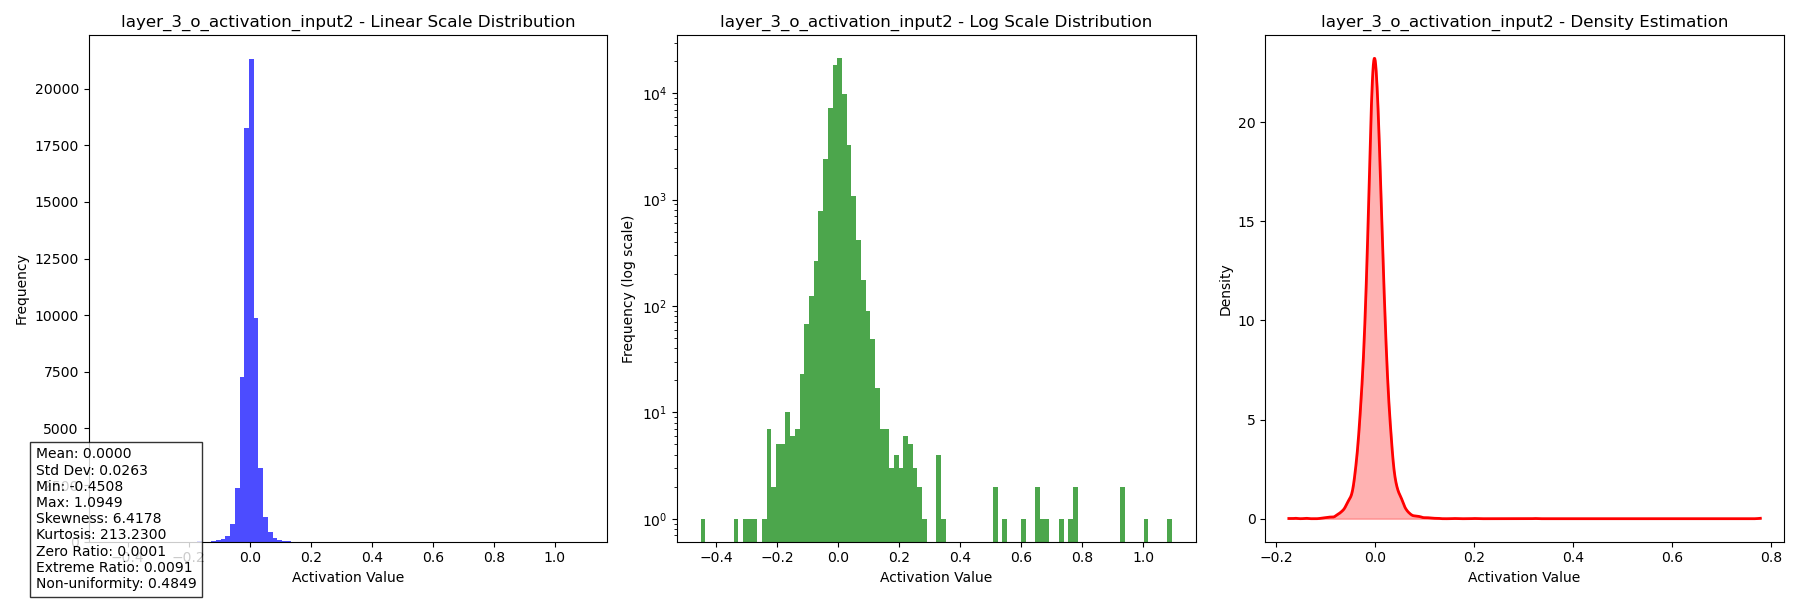 layer_3_o_activation_input2 - Linear Scale Distribution
Frequency
20000
17500
15000
12500
10000
7500
5000
0.0
0.2
0.4
0.6
0.8
1.0
Activation Value
Mean: 0.0000
Std Dev: 0.0263
Min: -0.4508
Max: 1.0949
Skewness: 6.4178
Kurtosis: 213.2300
Zero Ratio: 0.0001
Extreme Ratio: 0.0091
Non-uniformity: 0.4849
layer_3_o_activation_input2 - Log Scale Distribution
Frequency (log scale)
10^4
10^3
10^2
10^1
10^0
−0.4
−0.2
0.0
0.2
0.4
0.6
0.8
1.0
Activation Value
layer_3_o_activation_input2 - Density Estimation
Density
20
15
10
5
0
−0.2
0.0
0.2
0.4
0.6
0.8
Activation Value